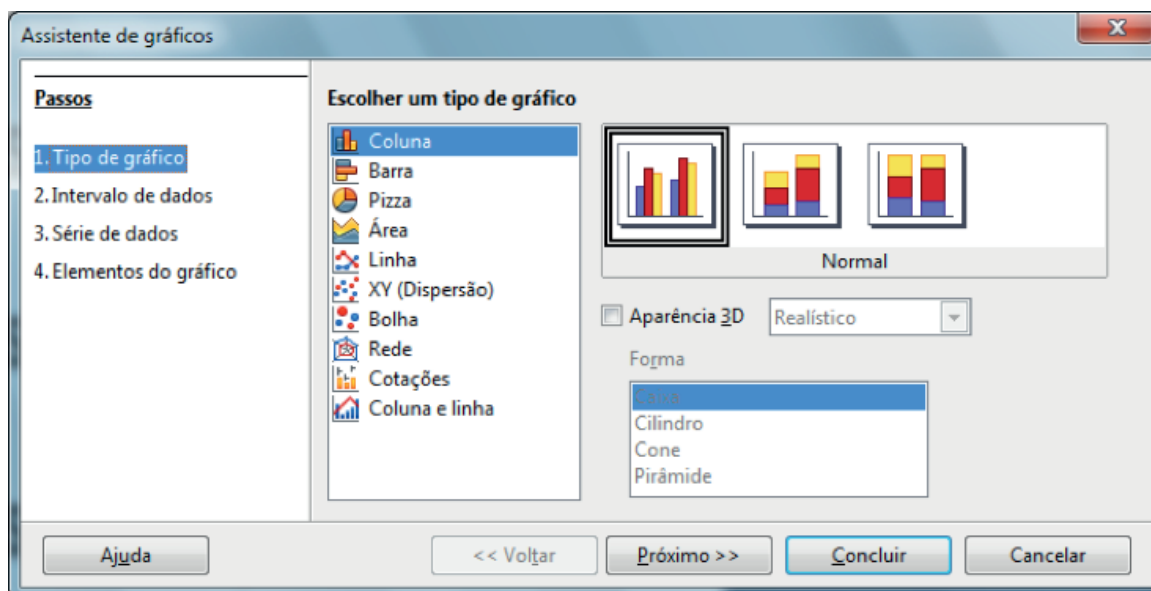 Assistente de gráficos
Passos
1. Tipo de gráfico
2. Intervalo de dados
3. Série de dados
4. Elementos do gráfico
Escolher um tipo de gráfico
Coluna
Barra
Pizza
Área
Linha
XY (Dispersão)
Bolha
Rede
Cotações
Coluna e linha
Normal
Aparência 3D
Realístico
Forma
Caixa
Cilindro
Cone
Pirâmide
Ajuda
<< Voltar
Próximo >>
Concluir
Cancelar